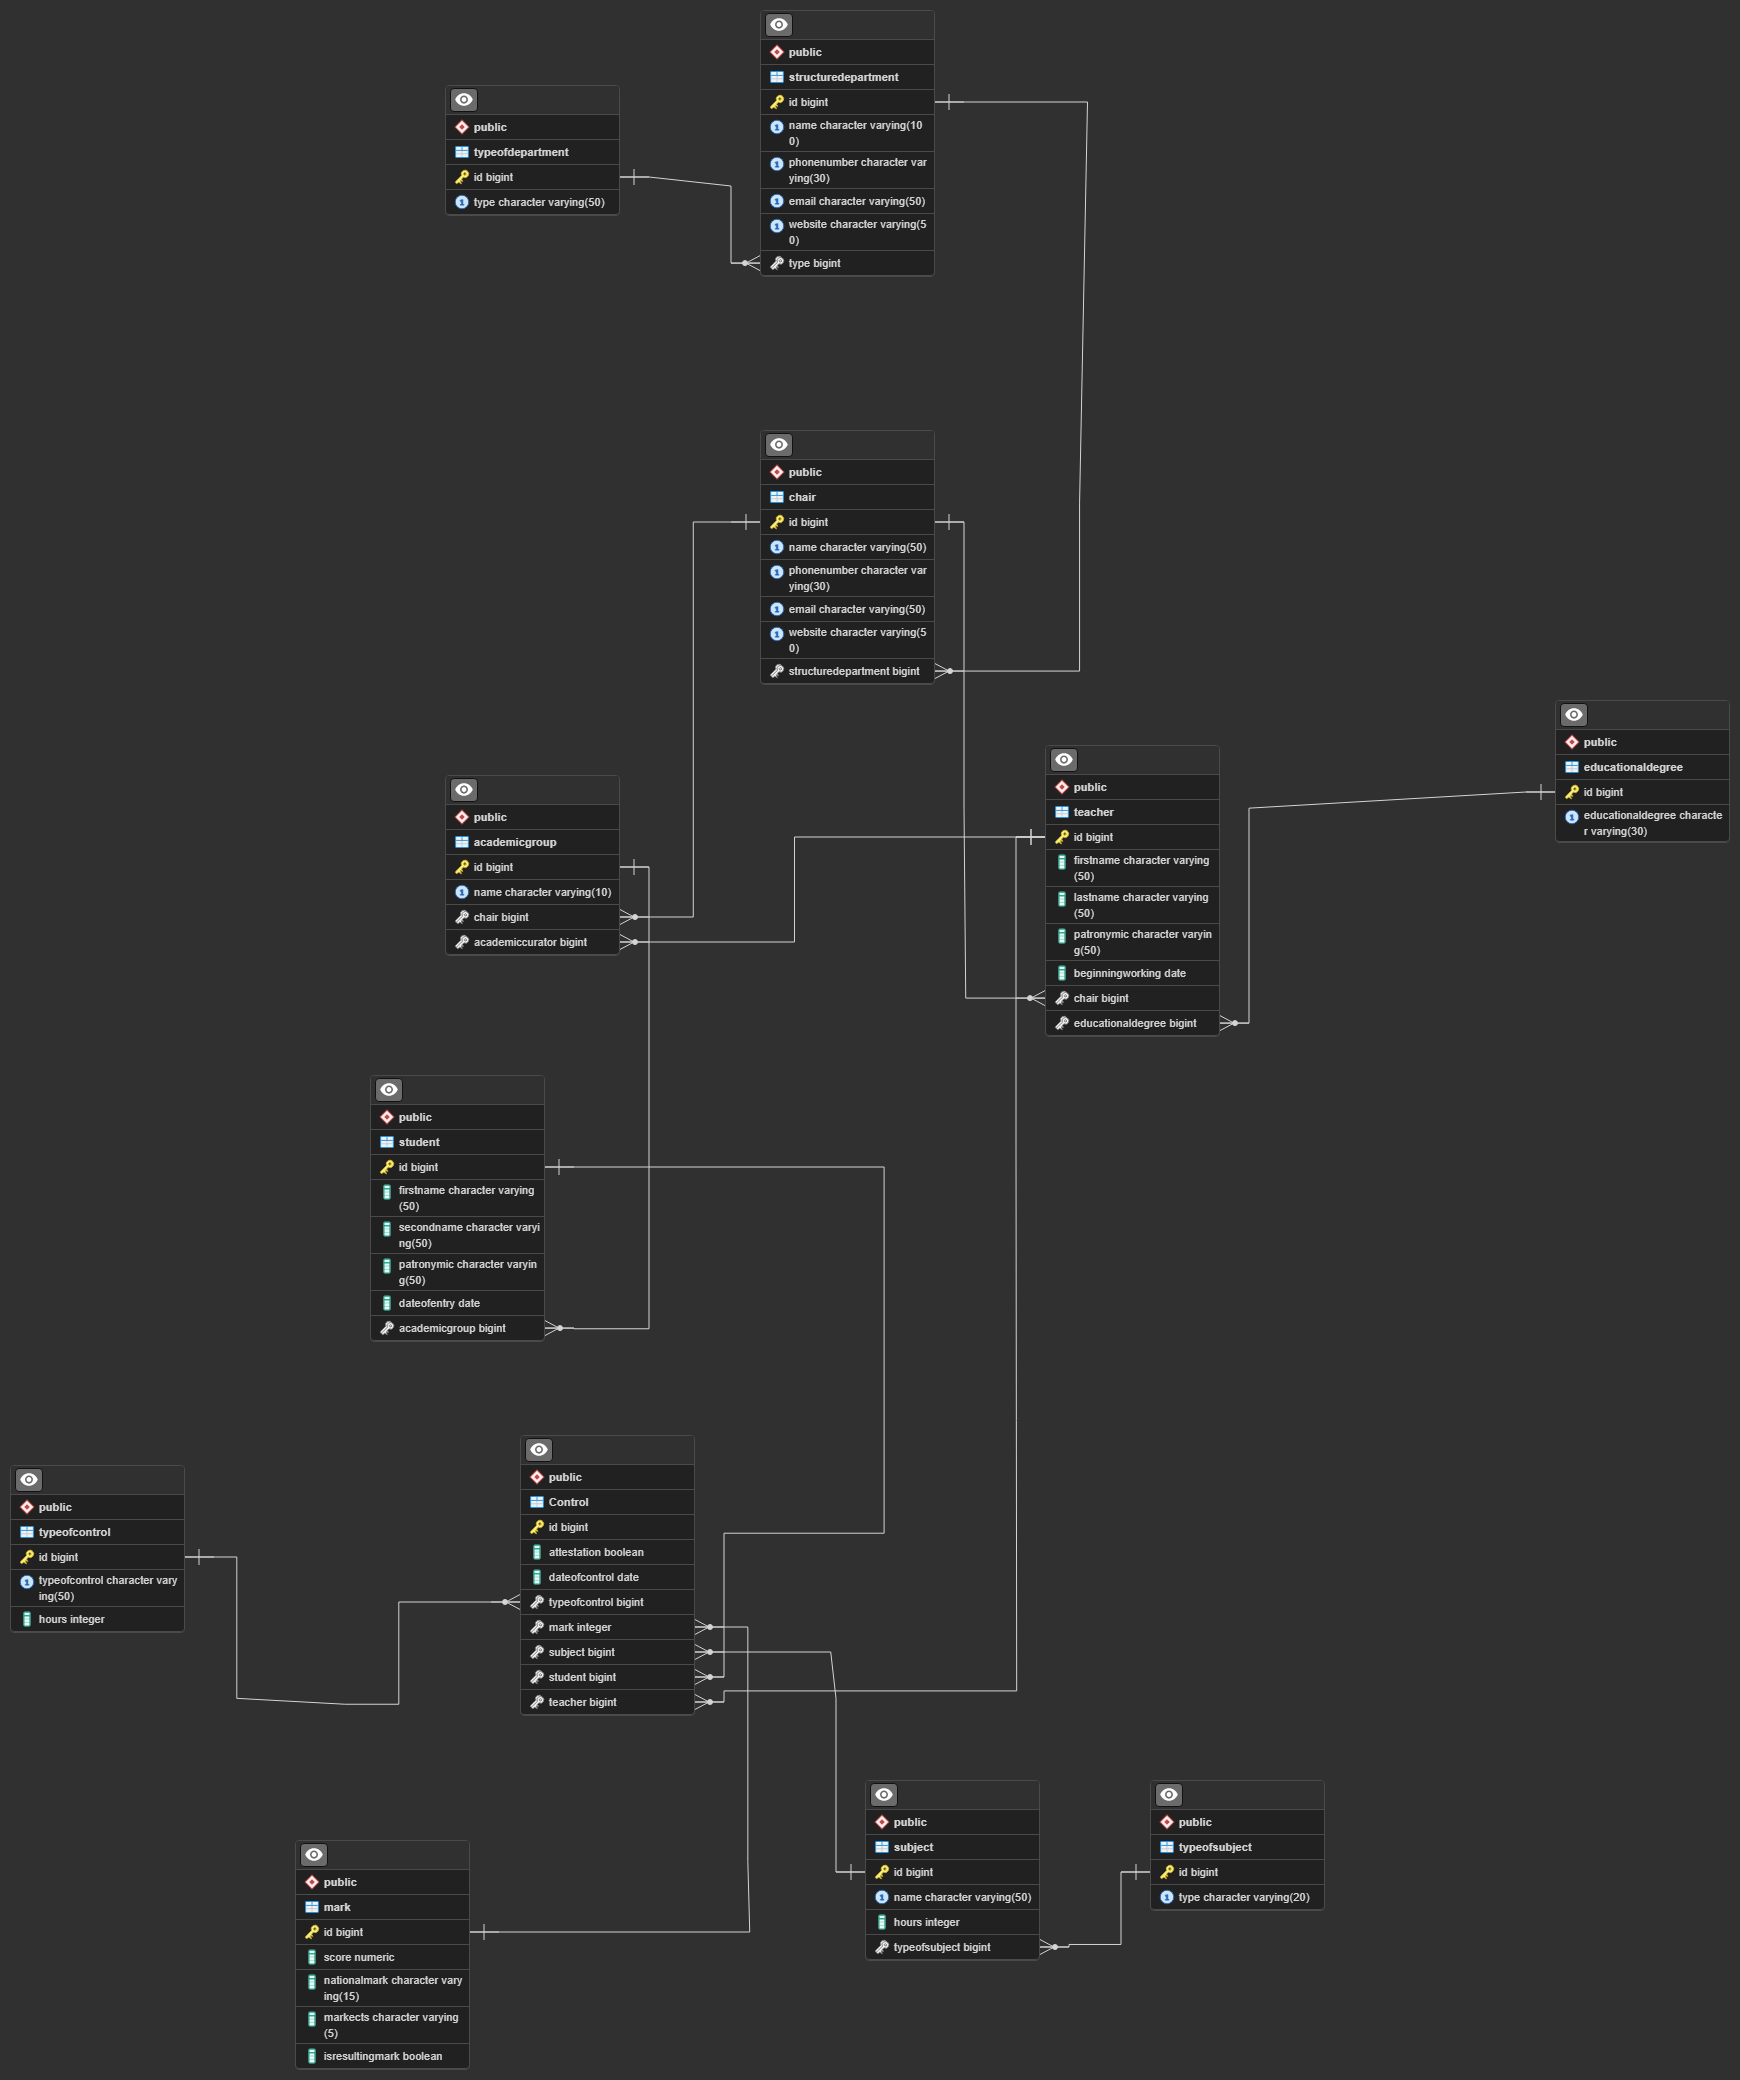 public
structuredepartment
id bigint
name character varying(10
0)
phonenumber character var
ying(30)
email character varying(50)
website character varying(5
0)
type bigint
public
typeofdepartment
id bigint
type character varying(50)
public
chair
id bigint
name character varying(50)
phonenumber character var
ying(30)
email character varying(50)
website character varying(5
0)
structuredepartment bigint
public
educationaldegree
id bigint
educationaldegree characte
r varying(30)
public
teacher
id bigint
firstname character varying
(50)
lastname character varying
(50)
patronymic character varyin
g(50)
beginningworking date
chair bigint
educationaldegree bigint
public
academicgroup
id bigint
name character varying(10)
chair bigint
academiccurator bigint
public
student
id bigint
firstname character varying
(50)
secondname character varyi
ng(50)
patronymic character varyin
g(50)
dateofentry date
academicgroup bigint
public
Control
id bigint
attestation boolean
dateofcontrol date
typeofcontrol bigint
mark integer
subject bigint
student bigint
teacher bigint
public
typeofcontrol
id bigint
typeofcontrol character vary
ing(50)
hours integer
public
subject
id bigint
name character varying(50)
hours integer
typeofsubject bigint
public
typeofsubject
id bigint
type character varying(20)
public
mark
id bigint
score numeric
nationalmark character vary
ing(15)
markects character varying
(5)
isresultingmark boolean